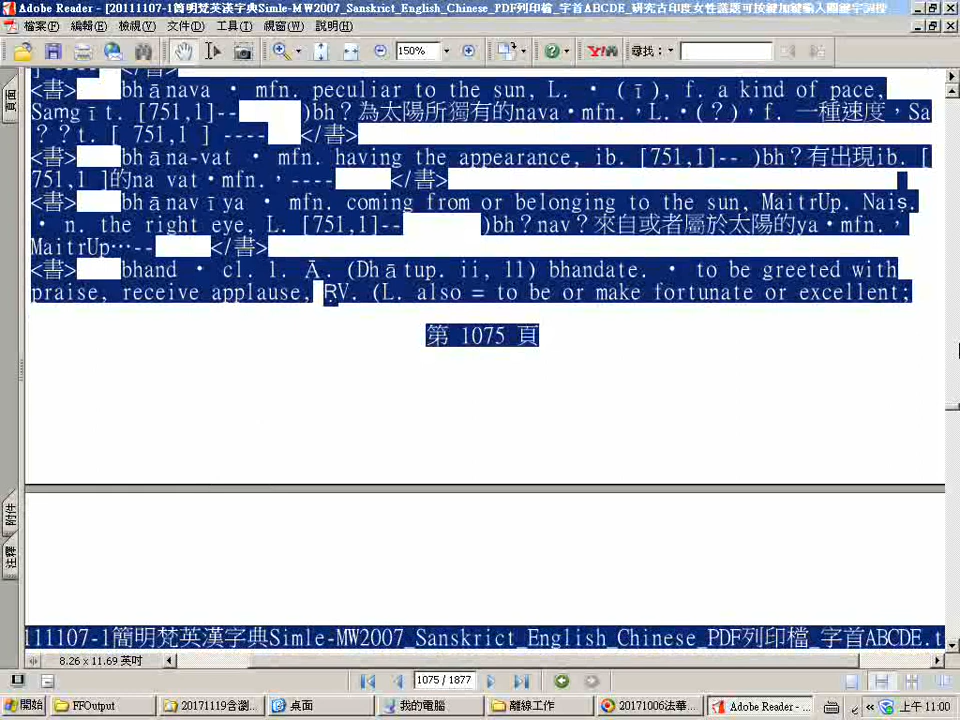 Adobe Reader - [20111107-1簡明梵英漢字典Simle-MW2007_Sanskrict_English_Chinese_PDF列印檔_字首ABCDE_研究古印度女性議題可按鍵加鍵輸入關鍵字詞搜
檔案(F) 編輯(E) 檢視(V) 文件(D) 工具(T) 視窗(W) 說明(H)
150% 尋找：
頁面
<書> bhānava ‧ mfn. peculiar to the sun, L. ‧ (ī), f. a kind of pace,
Saṃgīt. [751,1]-- )bh？為太陽所獨有的nava‧mfn.，L.‧(？)，f. 一種速度，Sa
？？t. [ 751,1 ] ---- </書>
<書> bhāna-vat ‧ mfn. having the appearance, ib. [751,1]-- )bh？有出現ib. [
751,1 ]的na vat‧mfn.，---- </書>
<書> bhānavīya ‧ mfn. coming from or belonging to the sun, MaitrUp. Naiṣ.
‧ n. the right eye, L. [751,1]-- )bh？nav？來自或者屬於太陽的ya‧mfn.，
MaitrUp…-- </書>
<書> bhand ‧ cl. 1. Ā. (Dhātup. ii, 11) bhandate. ‧ to be greeted with
praise, receive applause, ṚV. (L. also = to be or make fortunate or excellent;
第 1075 頁
附件
註釋
111107-1簡明梵英漢字典Simle-MW2007_Sanskrict_English_Chinese_PDF列印檔_字首ABCDE.t
8.26 x 11.69 英吋
1075 / 1877
開始 FFOutput 20171119含瀏... 桌面 我的電腦 離線工作 20171006法華... Adobe Reader - ... 上午 11:00